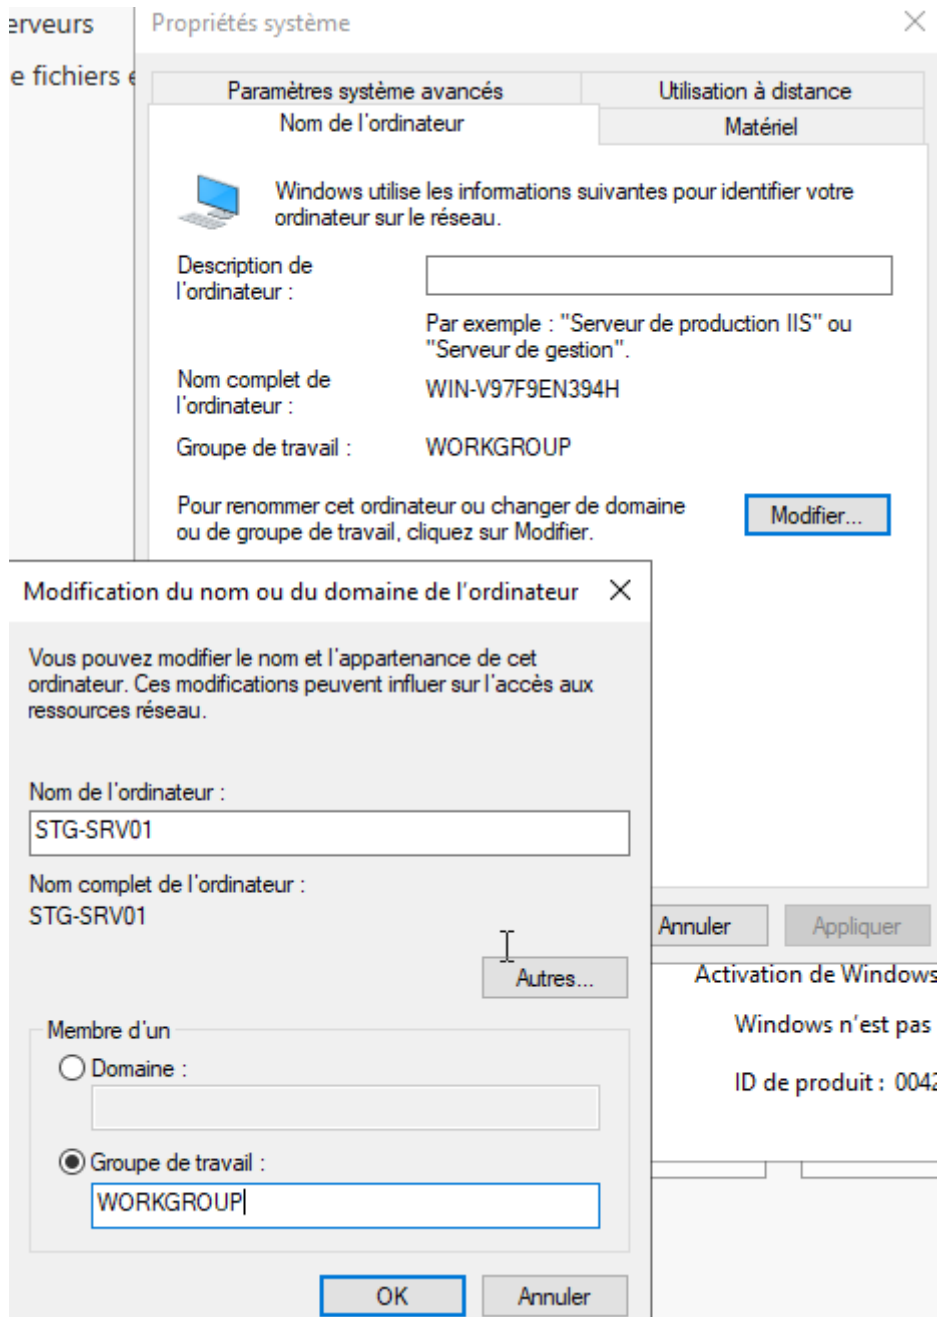 erveurs
e fichiers e
Propriétés système
Paramètres système avancés
Utilisation à distance
Nom de l'ordinateur
Matériel
Windows utilise les informations suivantes pour identifier votre
ordinateur sur le réseau.
Description de
l'ordinateur :
Par exemple : "Serveur de production IIS" ou
"Serveur de gestion".
Nom complet de
l'ordinateur :
WIN-V97F9EN394H
Groupe de travail :
WORKGROUP
Pour renommer cet ordinateur ou changer de domaine
ou de groupe de travail, cliquez sur Modifier.
Modifier...
Modification du nom ou du domaine de l'ordinateur
Vous pouvez modifier le nom et l'appartenance de cet
ordinateur. Ces modifications peuvent influer sur l'accès aux
ressources réseau.
Nom de l'ordinateur :
STG-SRV01
Nom complet de l'ordinateur :
STG-SRV01
Autres...
Membre d'un
Domaine :
Groupe de travail :
WORKGROUP
OK
Annuler
Annuler
Appliquer
Activation de Windows
Windows n'est pas
ID de produit : 0042